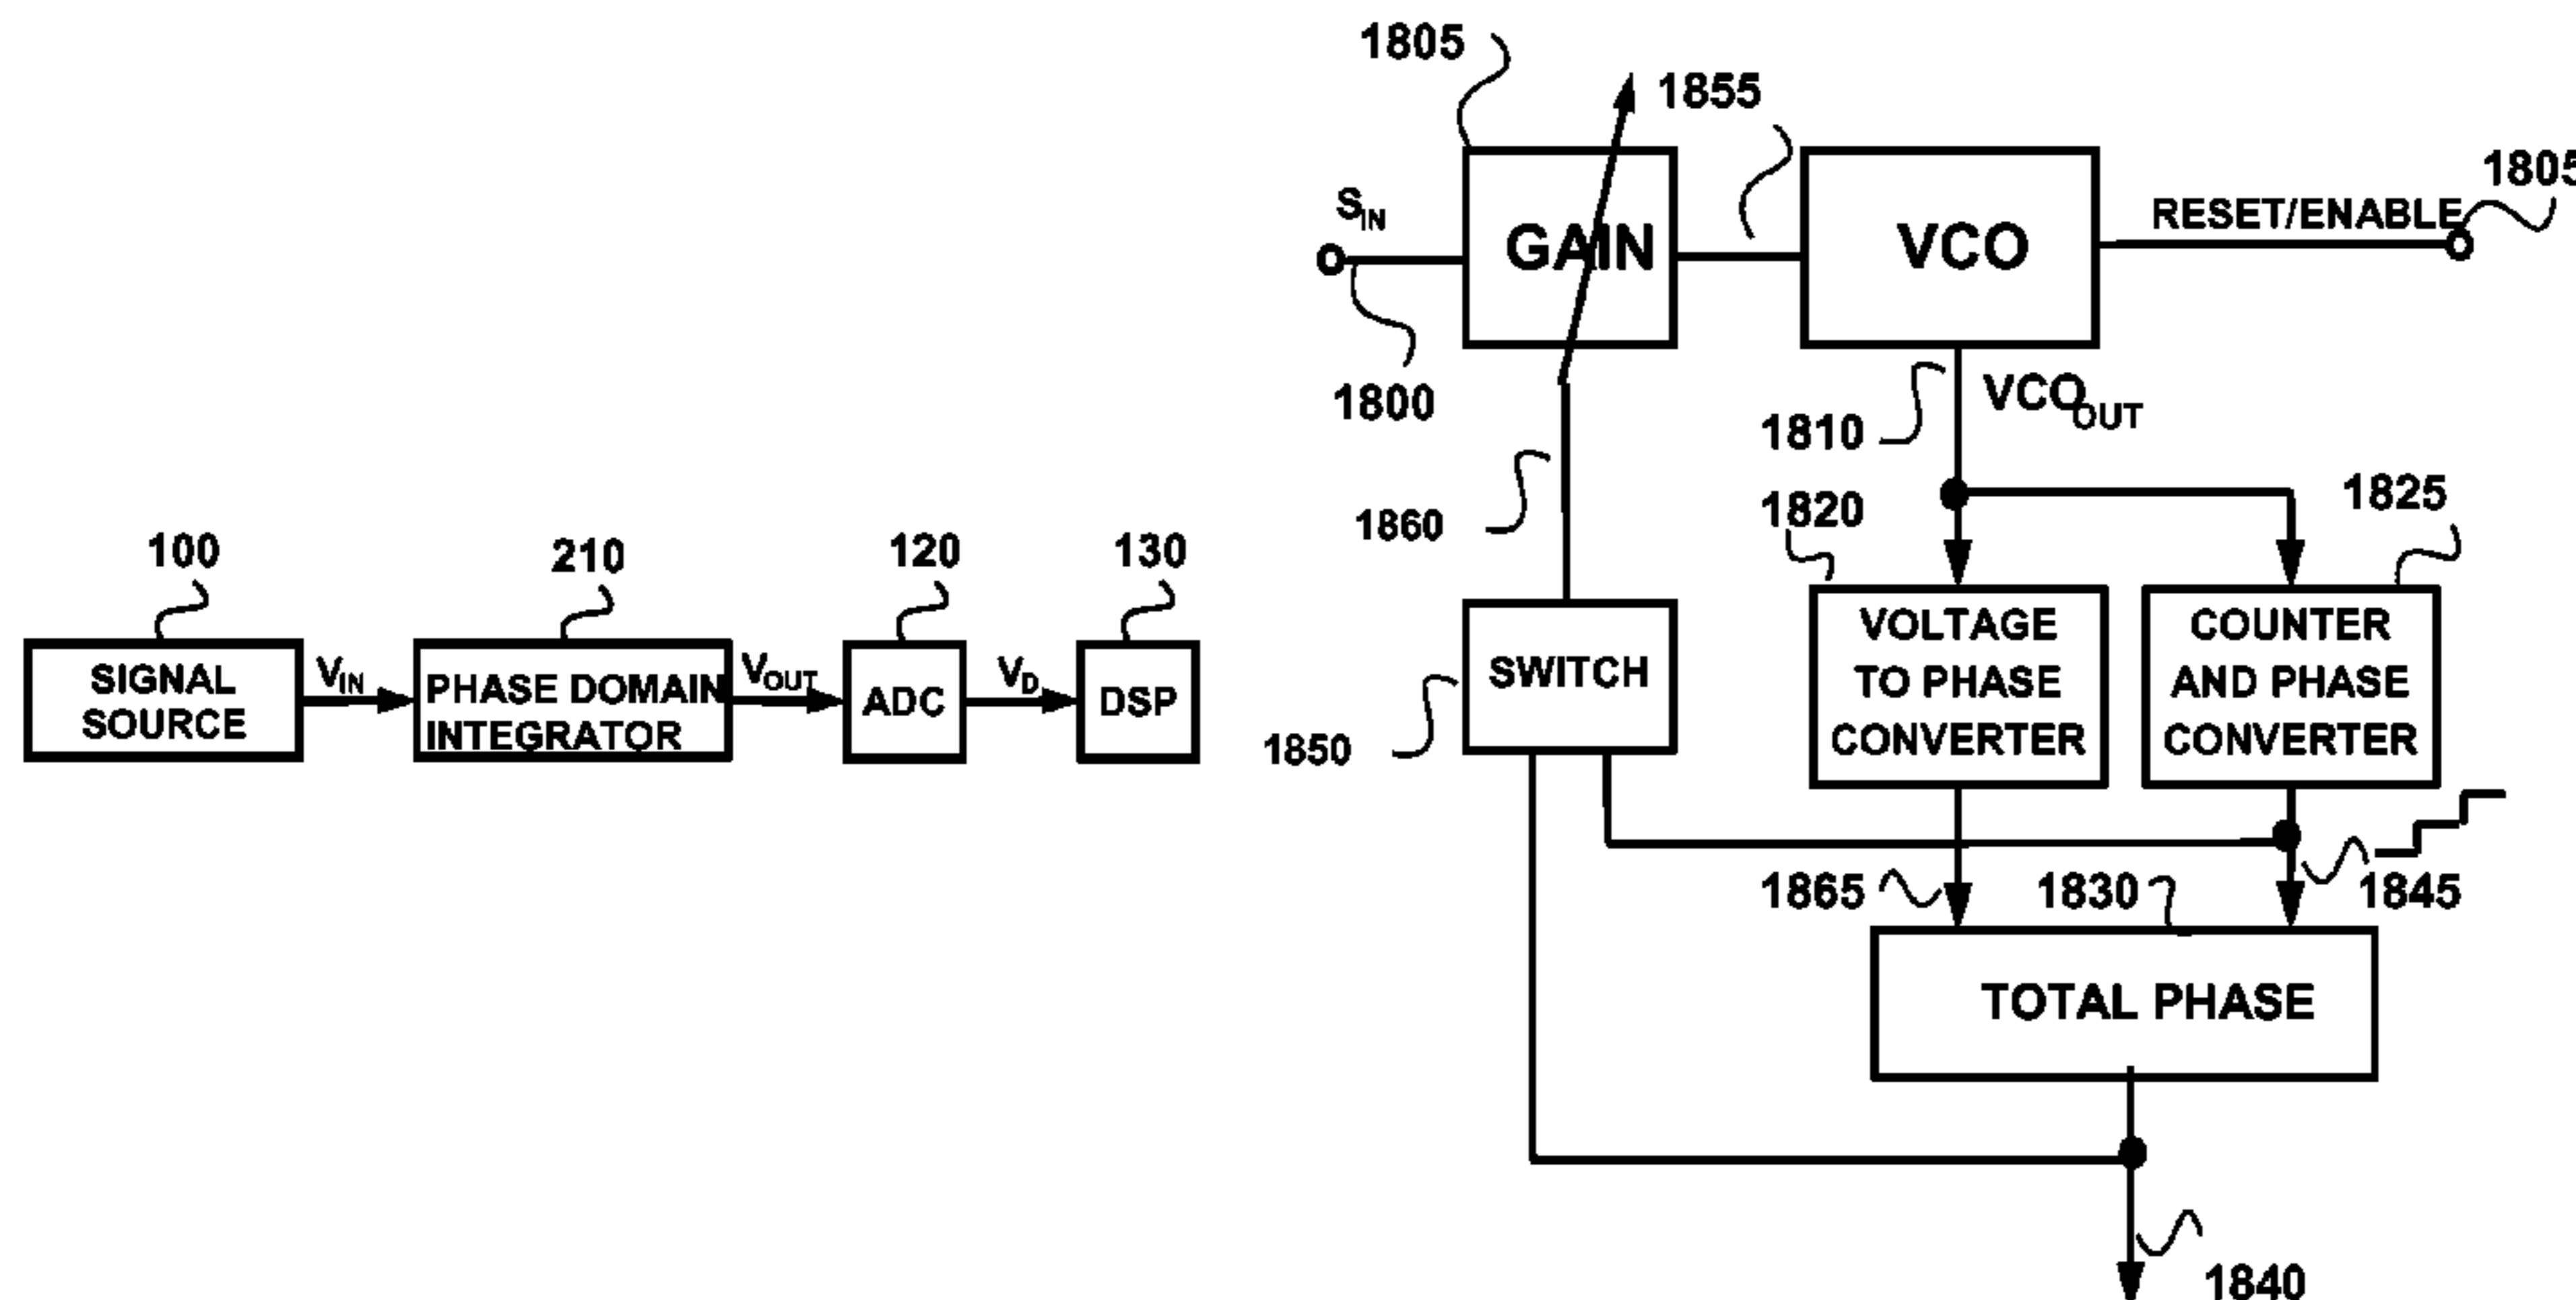 100
210
120
130
SIGNAL
SOURCE
VIN
PHASE DOMAIN
INTEGRATOR
VOUT
ADC
VD
DSP
1805
1855
1805
SIN
GAIN
VCO
RESET/ENABLE
1800
1810
VCOOUT
1860
1820
1825
SWITCH
VOLTAGE
TO PHASE
CONVERTER
COUNTER
AND PHASE
CONVERTER
1850
1865
1830
1845
TOTAL PHASE
1840